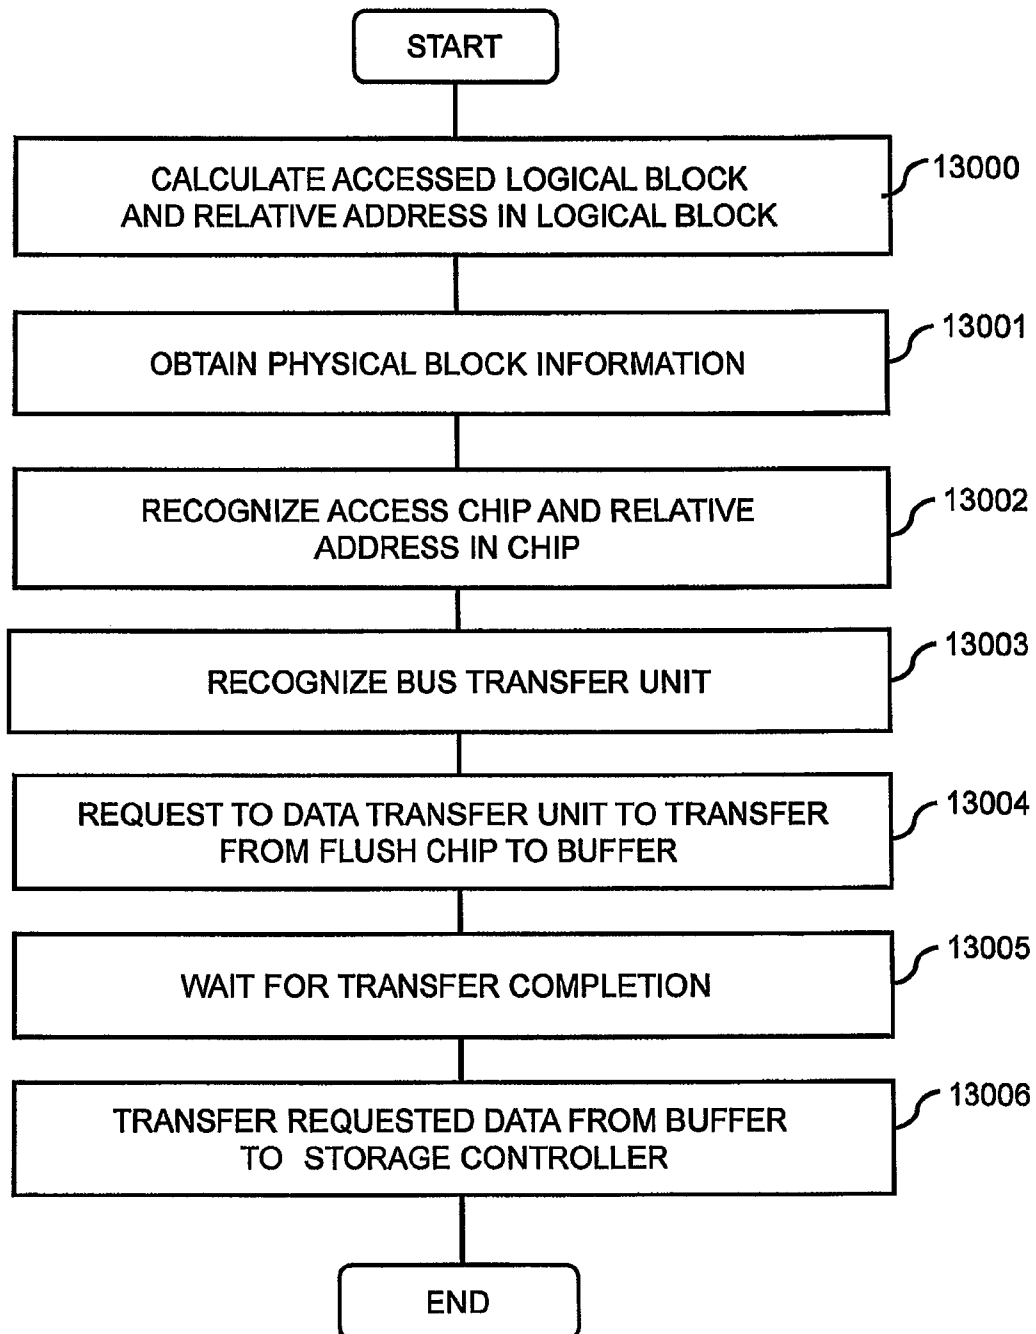 START
CALCULATE ACCESSED LOGICAL BLOCK
AND RELATIVE ADDRESS IN LOGICAL BLOCK
13000
OBTAIN PHYSICAL BLOCK INFORMATION
13001
RECOGNIZE ACCESS CHIP AND RELATIVE
ADDRESS IN CHIP
13002
RECOGNIZE BUS TRANSFER UNIT
13003
REQUEST TO DATA TRANSFER UNIT TO TRANSFER
FROM FLUSH CHIP TO BUFFER
13004
WAIT FOR TRANSFER COMPLETION
13005
TRANSFER REQUESTED DATA FROM BUFFER
TO STORAGE CONTROLLER
13006
END